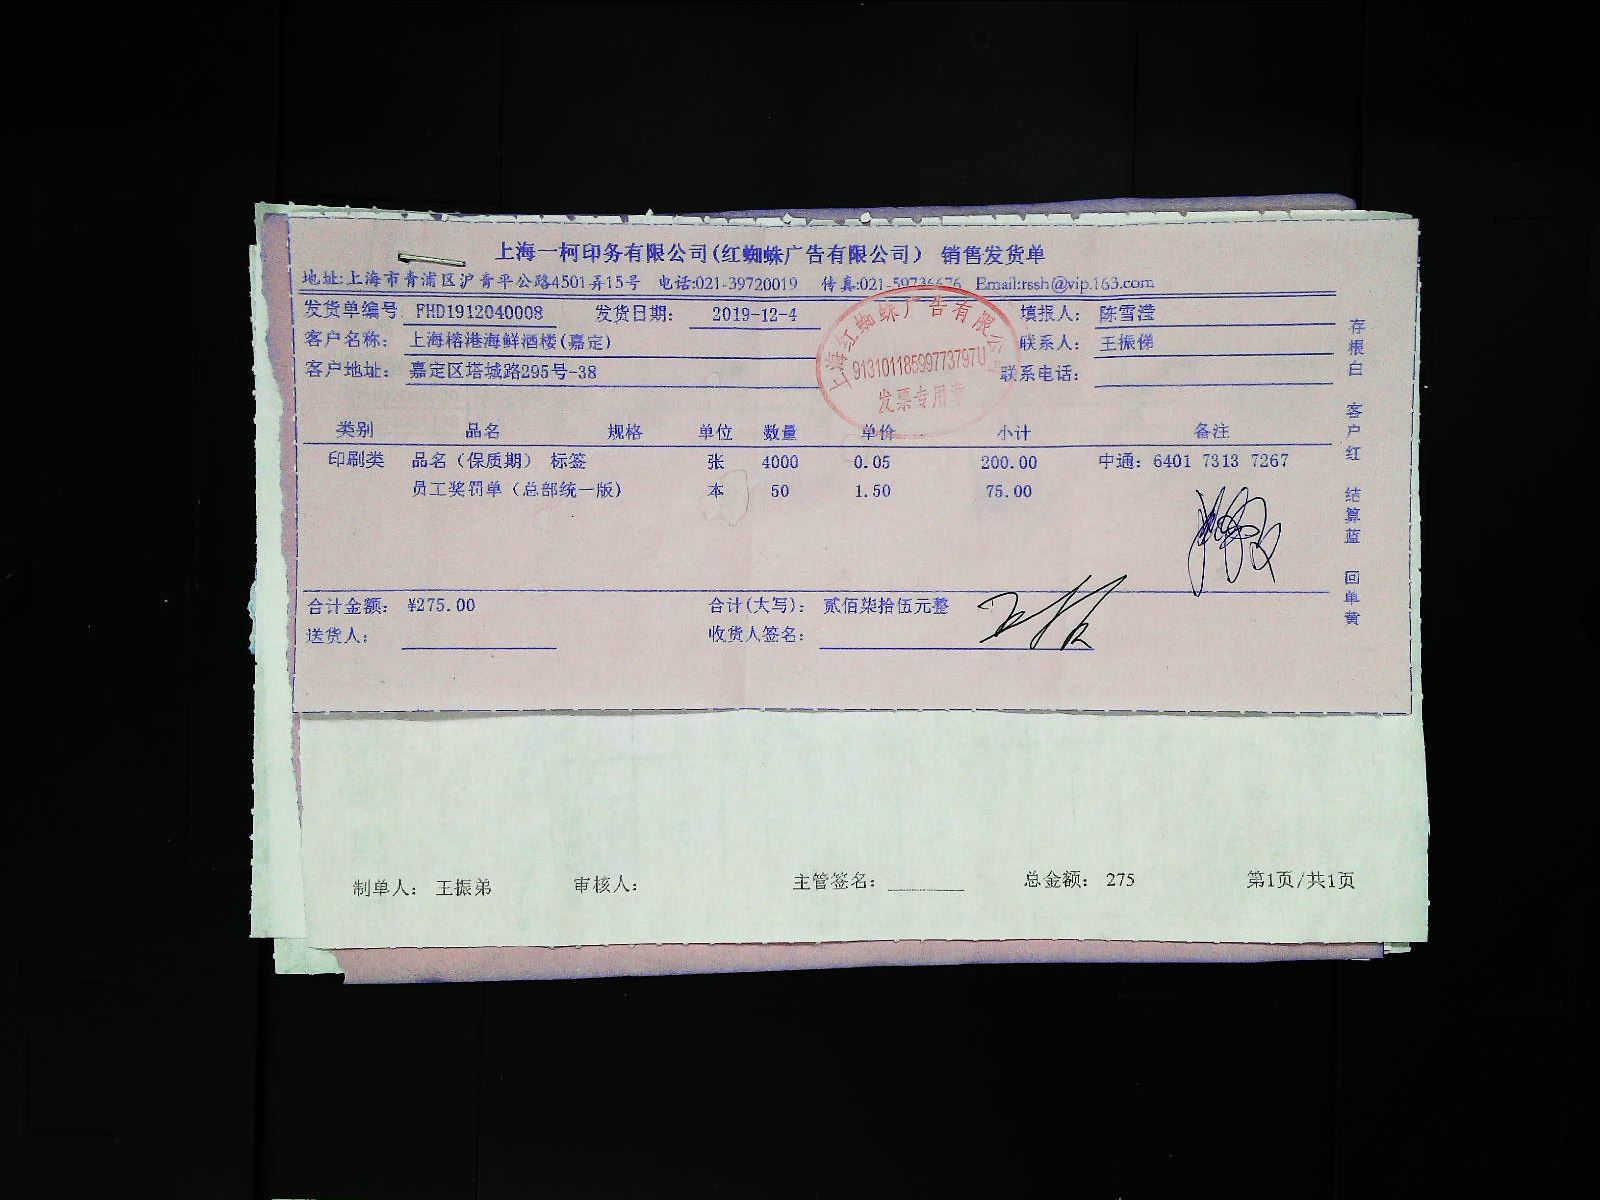 上海一柯印务有限公司(红蜘蛛广告有限公司) 销售发货单
地址:上海市青浦区沪青平公路4501弄15号 电话:021-39720019 传真:021-59736676 Email:rssh@vip.163.com
发货单编号 FHD1912040008 发货日期: 2019-12-4 填报人: 陈雪滢
客户名称: 上海榕港海鲜酒楼(嘉定) 联系人: 王振俤
客户地址: 嘉定区塔城路295号-38 联系电话:
上海红蜘蛛广告有限公
91310118599773797U
发票专用章
类别 品名 规格 单位 数量 单价 小计 备注
印刷类 品名（保质期） 标签 张 4000 0.05 200.00 中通: 6401 7313 7267
员工奖罚单（总部统一版） 本 50 1.50 75.00
合计金额: ¥275.00 合计(大写): 贰佰柒拾伍元整
送货人: 收货人签名:
存根白 客户红 结算蓝 回单黄
制单人: 王振弟 审核人: 主管签名: 总金额: 275 第1页/共1页